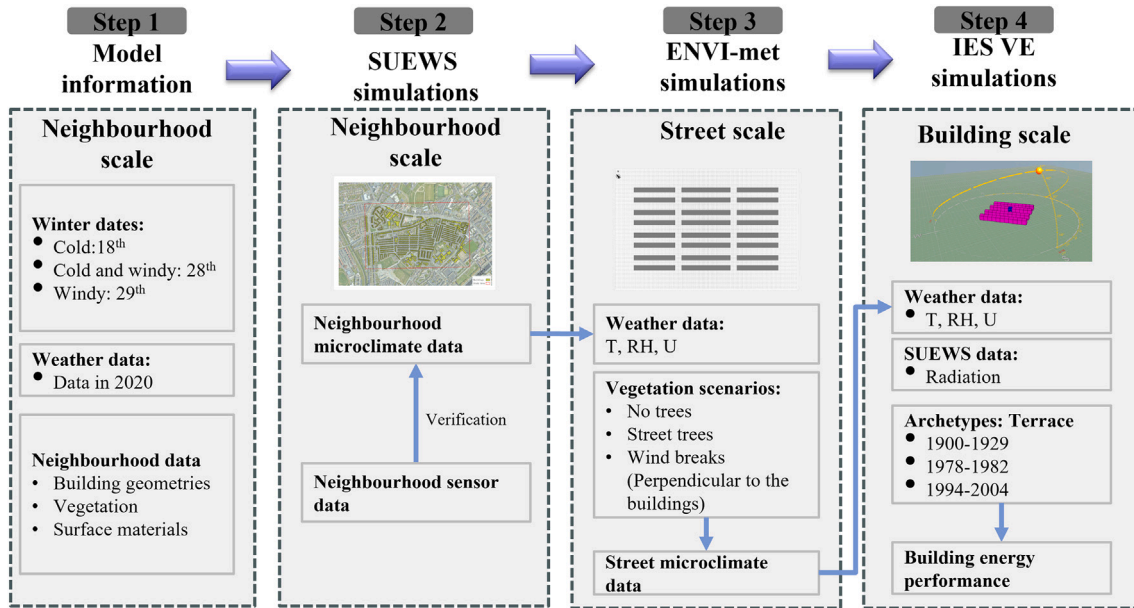 Step 1
Model
information
Neighbourhood
scale
Winter dates:
● Cold:18th
● Cold and windy: 28th
● Windy: 29th
Weather data:
● Data in 2020
Neighbourhood data
• Building geometries
• Vegetation
• Surface materials
Step 2
SUEWS
simulations
Neighbourhood
scale
Neighbourhood
microclimate data
Verification
Neighbourhood sensor
data
Step 3
ENVI-met
simulations
Street scale
Weather data:
T, RH, U
Vegetation scenarios:
• No trees
• Street trees
• Wind breaks
(Perpendicular to the
buildings)
Street microclimate
data
Step 4
IES VE
simulations
Building scale
Weather data:
● T, RH, U
SUEWS data:
● Radiation
Archetypes: Terrace
● 1900-1929
● 1978-1982
● 1994-2004
Building energy
performance